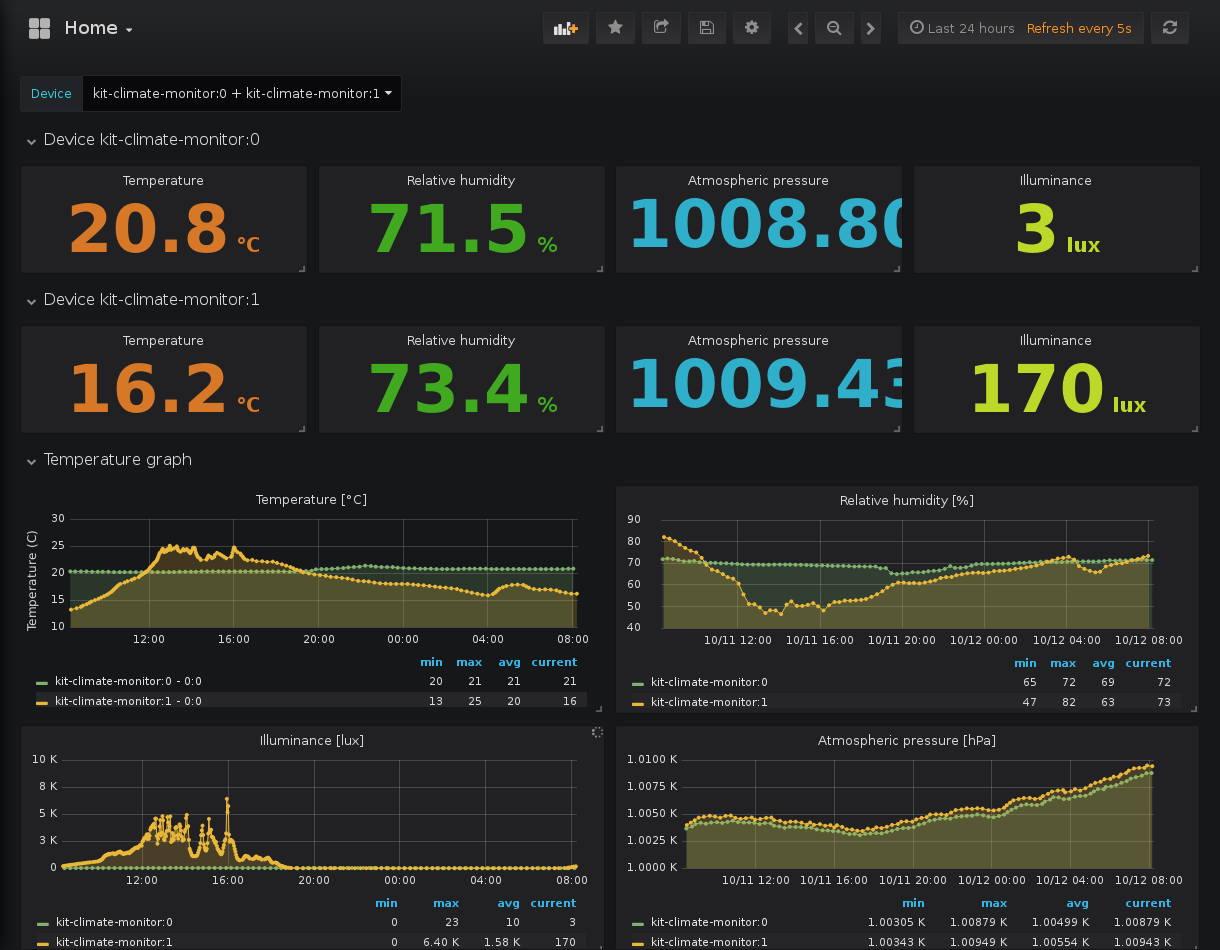 Home
Last 24 hours Refresh every 5s
Device kit-climate-monitor:0 + kit-climate-monitor:1
Device kit-climate-monitor:0
Temperature Relative humidity Atmospheric pressure Illuminance
20.8 °C 71.5 % 1008.80 3 lux
Device kit-climate-monitor:1
Temperature Relative humidity Atmospheric pressure Illuminance
16.2 °C 73.4 % 1009.43 170 lux
Temperature graph
Temperature [°C]
Temperature (C)
30
25
20
15
10
12:00 16:00 20:00 00:00 04:00 08:00
min max avg current
kit-climate-monitor:0 - 0:0 20 21 21 21
kit-climate-monitor:1 - 0:0 13 25 20 16
Relative humidity [%]
90
80
70
60
50
40
10/11 12:00 10/11 16:00 10/11 20:00 10/12 00:00 10/12 04:00 10/12 08:00
min max avg current
kit-climate-monitor:0 65 72 69 72
kit-climate-monitor:1 47 82 63 73
Illuminance [lux]
10 K
8 K
5 K
3 K
0
12:00 16:00 20:00 00:00 04:00 08:00
min max avg current
kit-climate-monitor:0 0 23 10 3
kit-climate-monitor:1 0 6.40 K 1.58 K 170
Atmospheric pressure [hPa]
1.0100 K
1.0075 K
1.0050 K
1.0025 K
1.0000 K
10/11 12:00 10/11 16:00 10/11 20:00 10/12 00:00 10/12 04:00 10/12 08:00
min max avg current
kit-climate-monitor:0 1.00305 K 1.00879 K 1.00499 K 1.00879 K
kit-climate-monitor:1 1.00343 K 1.00949 K 1.00554 K 1.00943 K